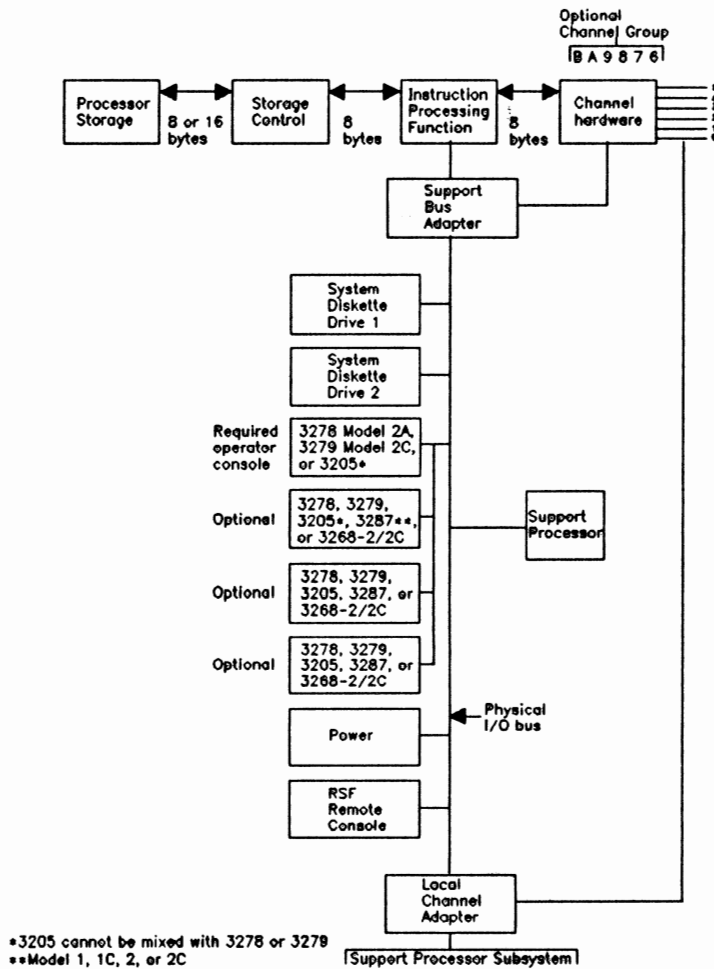 Optional
Channel Group
B A 9 8 7 6
Processor
Storage
8 or 16
bytes
Storage
Control
8
bytes
Instruction
Processing
Function
8
bytes
Channel
hardware
Support
Bus
Adapter
System
Diskette
Drive 1
System
Diskette
Drive 2
Required
operator
console
3278 Model 2A,
3279 Model 2C,
or 3205*
Optional
3278, 3279,
3205*, 3287**,
or 3268-2/2C
Support
Processor
Optional
3278, 3279,
3205, 3287, or
3268-2/2C
Optional
3278, 3279,
3205, 3287, or
3268-2/2C
Physical
I/O bus
Power
RSF
Remote
Console
Local
Channel
Adapter
*3205 cannot be mixed with 3278 or 3279
**Model 1, 1C, 2, or 2C
Support Processor Subsystem